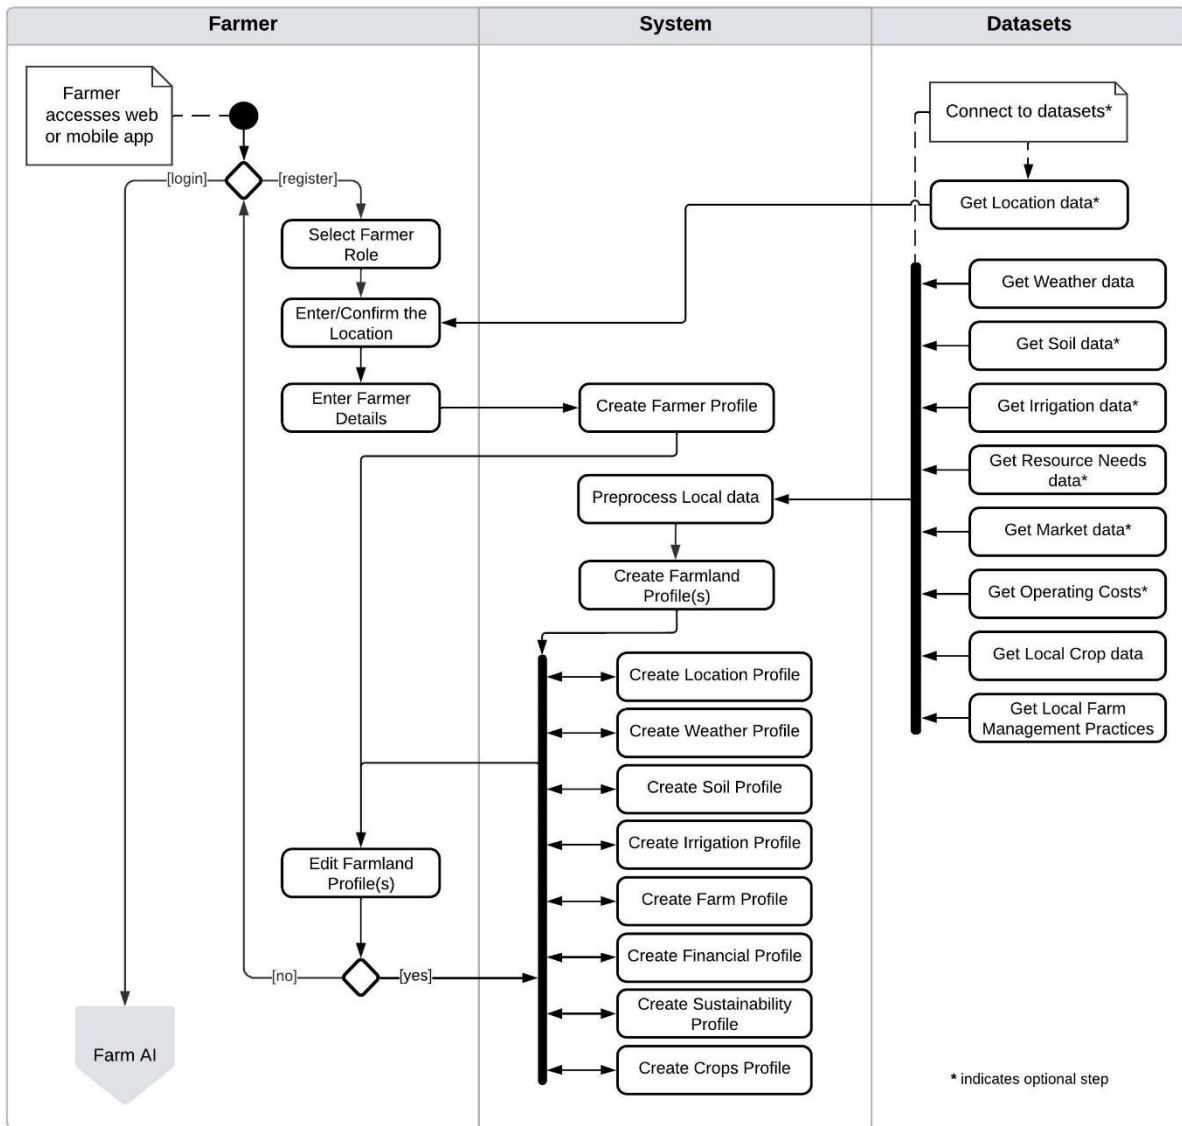 Farmer
System
Datasets
Farmer
accesses web
or mobile app
[login]
[register]
Select Farmer
Role
Enter/Confirm the
Location
Enter Farmer
Details
Edit Farmland
Profile(s)
[no]
[yes]
Farm AI
Create Farmer Profile
Preprocess Local data
Create Farmland
Profile(s)
Create Location Profile
Create Weather Profile
Create Soil Profile
Create Irrigation Profile
Create Farm Profile
Create Financial Profile
Create Sustainability
Profile
Create Crops Profile
Connect to datasets*
Get Location data*
Get Weather data
Get Soil data*
Get Irrigation data*
Get Resource Needs
data*
Get Market data*
Get Operating Costs*
Get Local Crop data
Get Local Farm
Management Practices
* indicates optional step